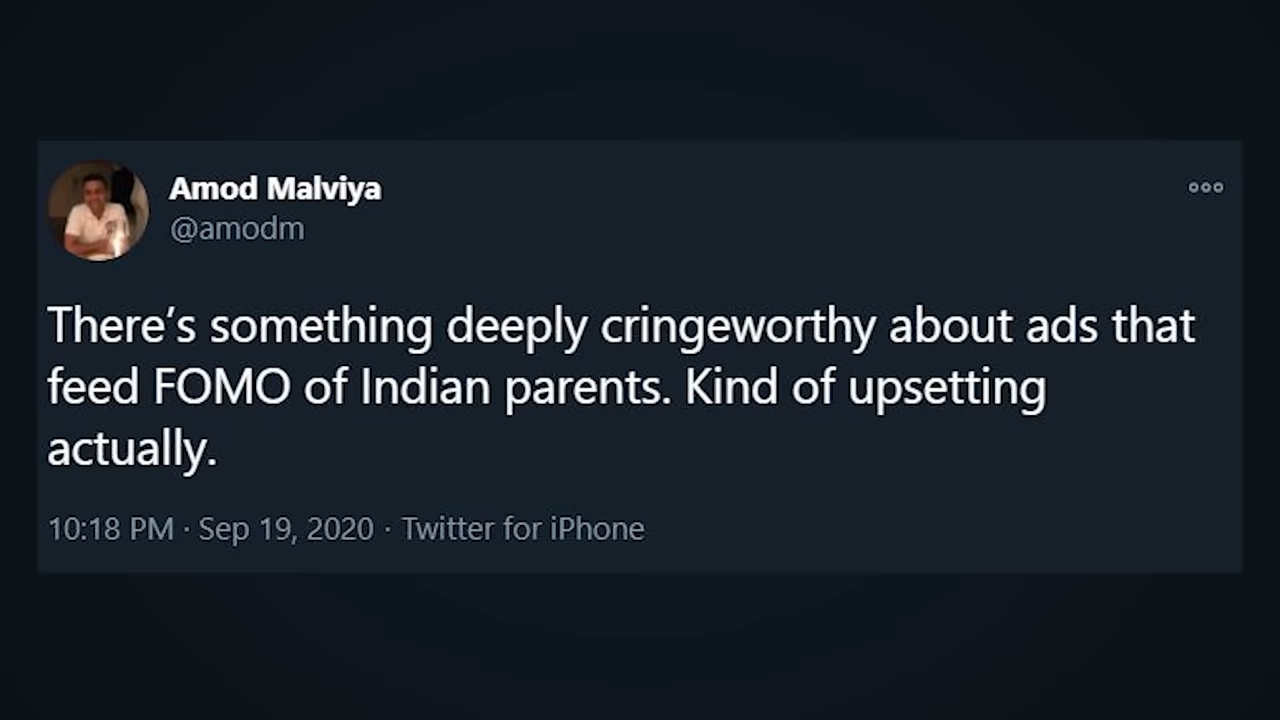 Amod Malviya
@amodm
There’s something deeply cringeworthy about ads that
feed FOMO of Indian parents. Kind of upsetting
actually.
10:18 PM · Sep 19, 2020 · Twitter for iPhone